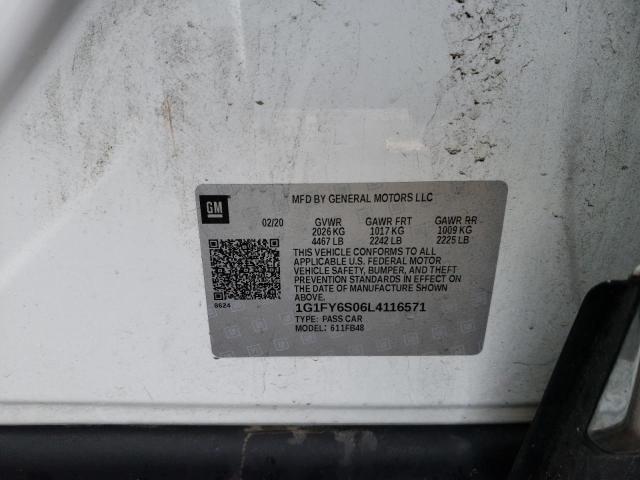 GM
MFD BY GENERAL MOTORS LLC
02/20 GVWR GAWR FRT GAWR RR
2026 KG 1017 KG 1009 KG
4467 LB 2242 LB 2225 LB
THIS VEHICLE CONFORMS TO ALL
APPLICABLE U.S. FEDERAL MOTOR
VEHICLE SAFETY, BUMPER, AND THEFT
PREVENTION STANDARDS IN EFFECT ON
THE DATE OF MANUFACTURE SHOWN
ABOVE.
6624
1G1FY6S06L4116571
TYPE: PASS CAR
MODEL: 611FB48